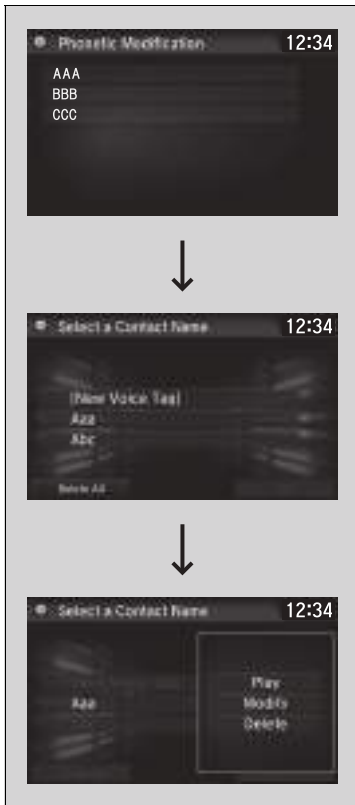 Phonetic Modification 12:34
AAA
BBB
CCC
Select a Contact Name 12:34
[New Voice Tag]
Aaa
Abc
Delete All
Select a Contact Name 12:34
Aaa
Play
Modify
Delete